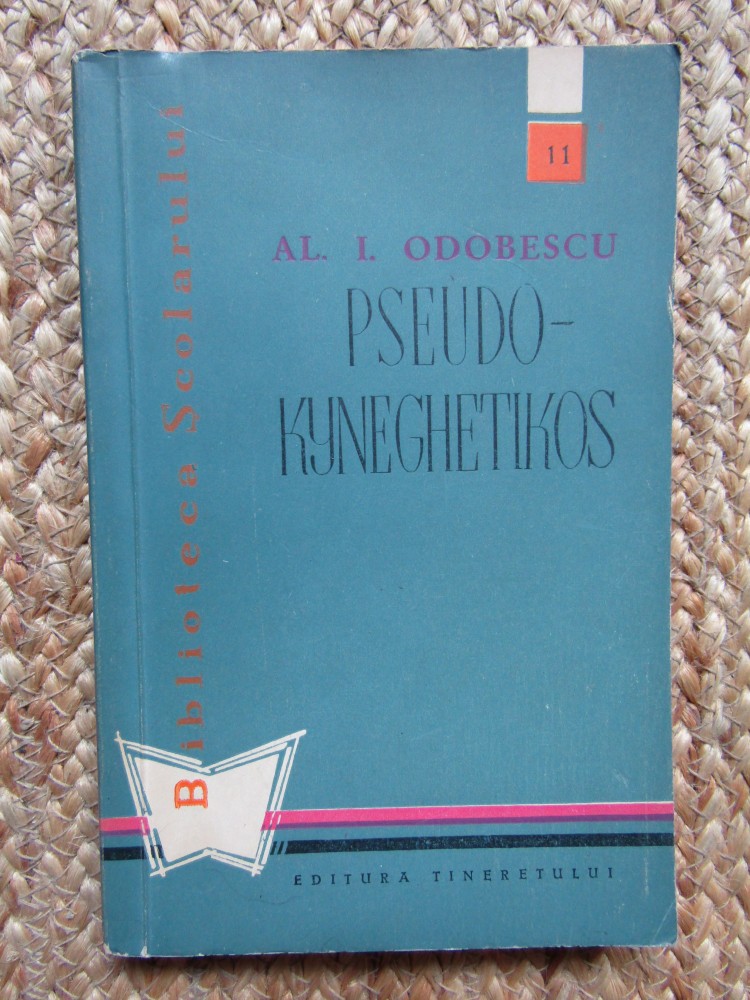 11
AL. I. ODOBESCU
PSEUDO-
KYNEGHETIKOS
Biblioteca Școlarului
EDITURA TINERETULUI